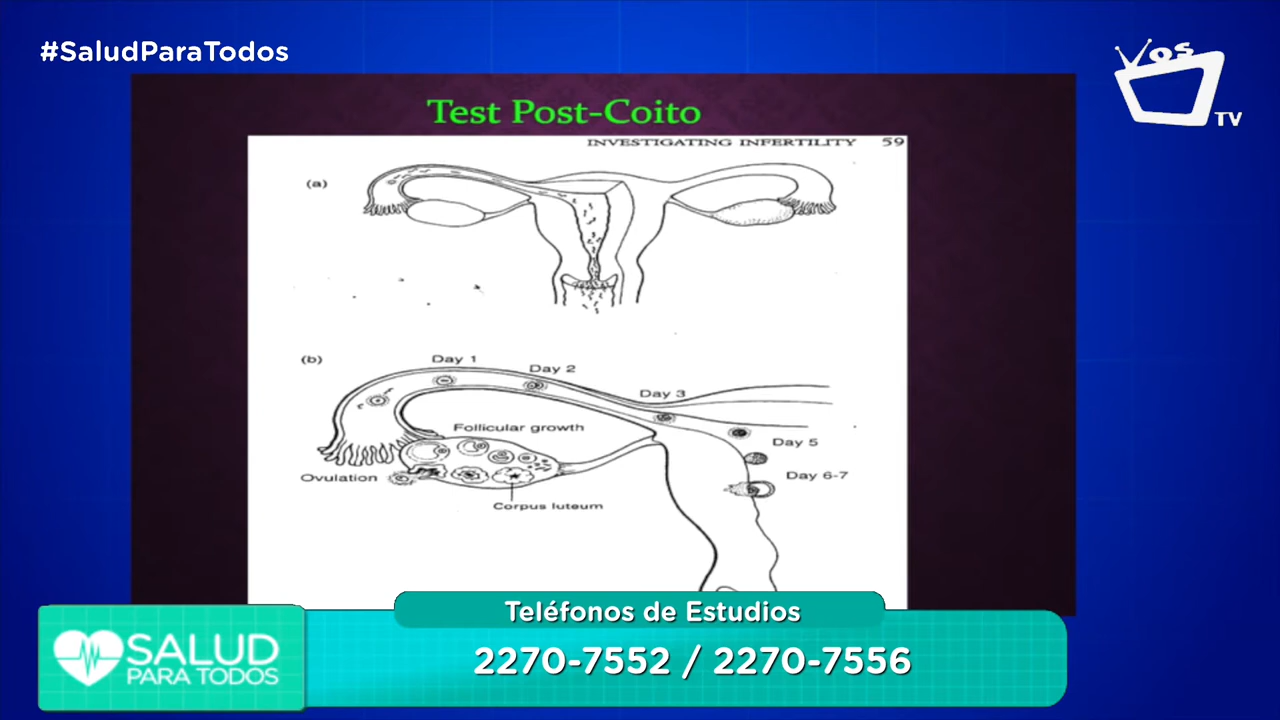 #SaludParaTodos
VOS
TV
Test Post-Coito
INVESTIGATING INFERTILITY 59
(a)
(b)
Day 1
Day 2
Day 3
Follicular growth
Day 5
Ovulation
Day 6-7
Corpus luteum
Teléfonos de Estudios
2270-7552 / 2270-7556
SALUD
PARA TODOS